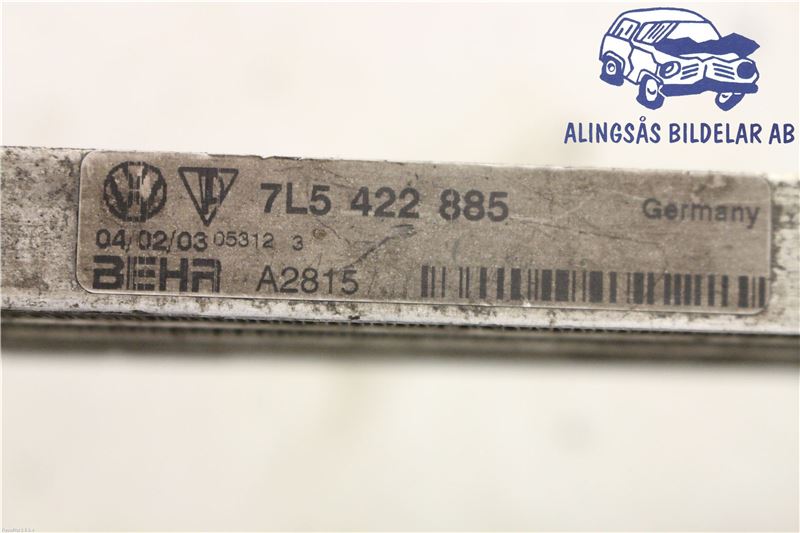 ALINGSÅS BILDELAR AB
7L5 422 885
Germany
04/02/03 05312 3
BEHR A2815